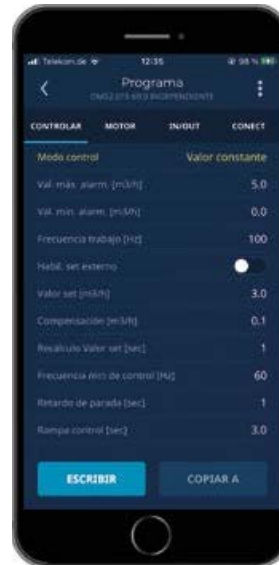 Telekom.de 12:35 98 %
Programa
CONTROLAR MOTOR IN/OUT CONECT
Modo control Valor constante
Val. máx. alarm. [m3/h] 5.0
Val. min. alarm. [m3/h] 0.0
Frecuencia trabajo [Hz] 100
Habil. set externo
Valor set [m3/h] 3.0
Compensación [m3/h] 0.1
Recálculo Valor set [sec] 1
Frecuencia min de control [Hz] 60
Retardo de parada [sec] 1
Rampa control [sec] 3.0
ESCRIBIR COPIAR A